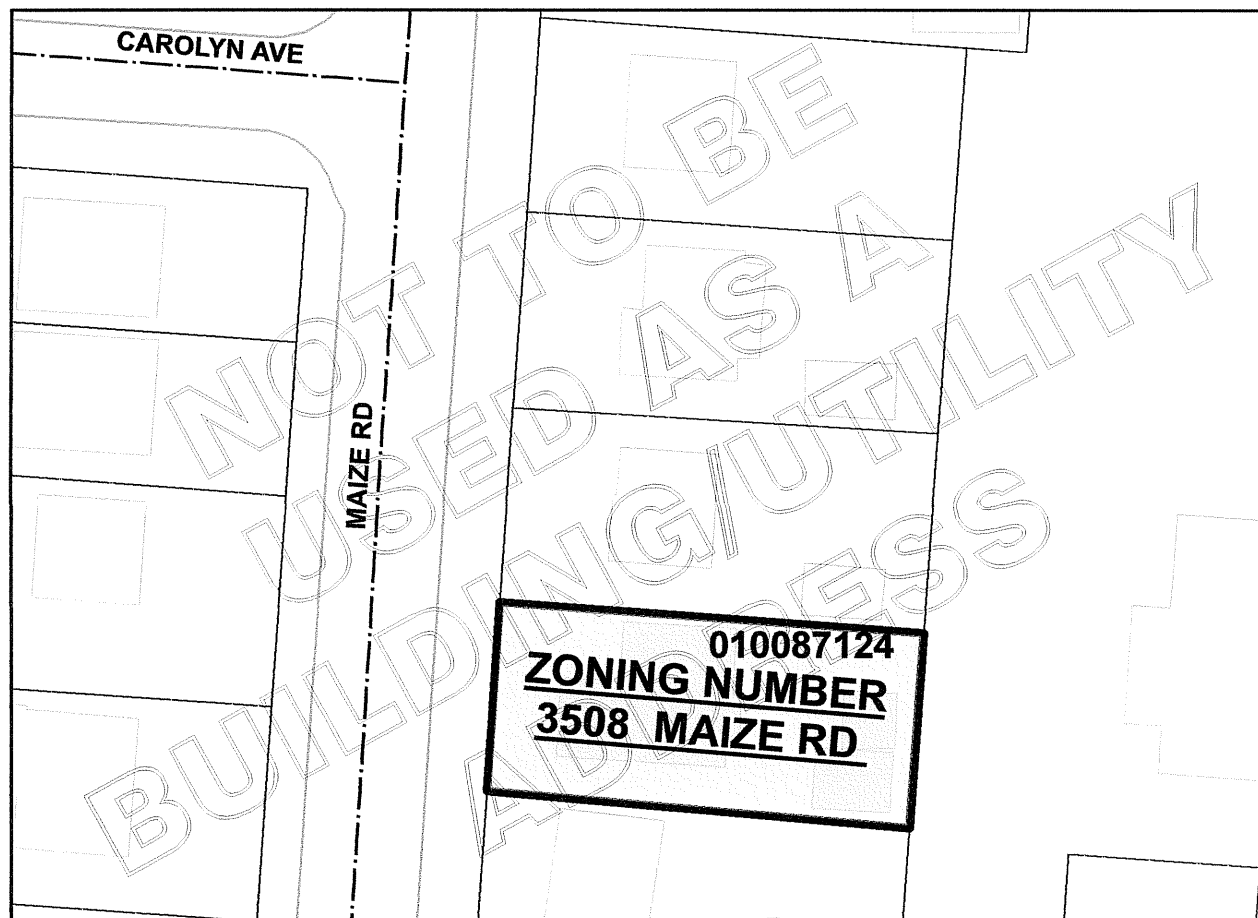 CAROLYN AVE
MAIZE RD
NOT TO BE
USED AS A
BUILDING/UTILITY
ADDRESS
010087124
ZONING NUMBER
3508 MAIZE RD